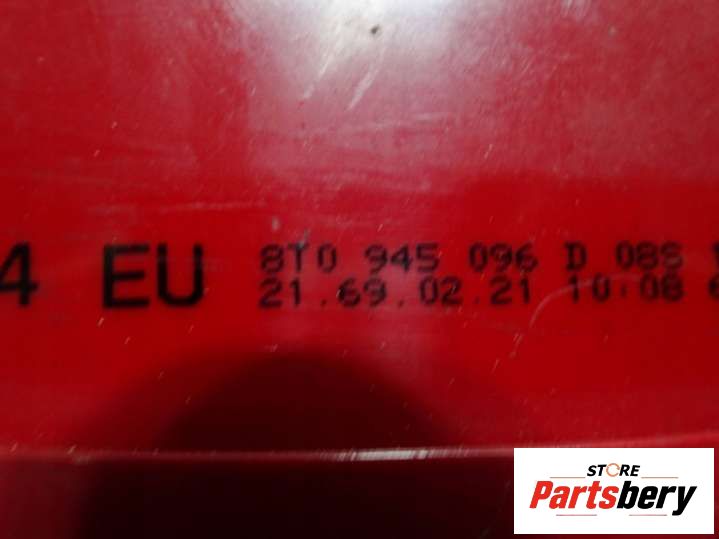 4 EU
8T0 945 096 D 08S
21.69.02.21 10:08
STORE
Partsbery